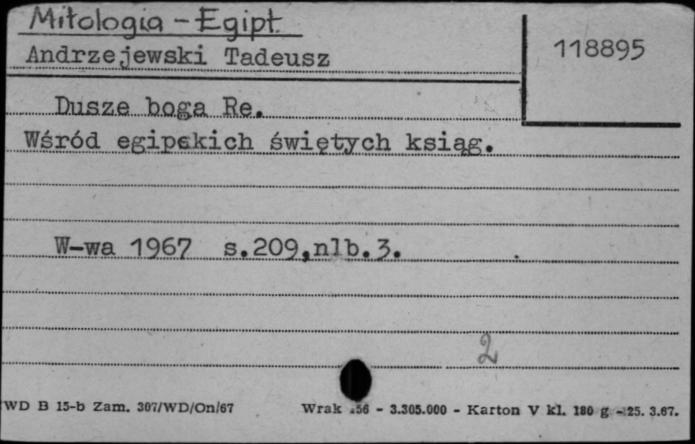 Mitologia - Egipt
Andrzejewski Tadeusz
118895
Dusze boga Re.
Wśród egipskich świętych ksiąg.
W-wa 1967 s.209,nlb.3.
2
WD B 15-b Zam. 307/WD/On/67
Wrak 56 - 3.305.000 - Karton V kl. 180 g - 25. 3.67.